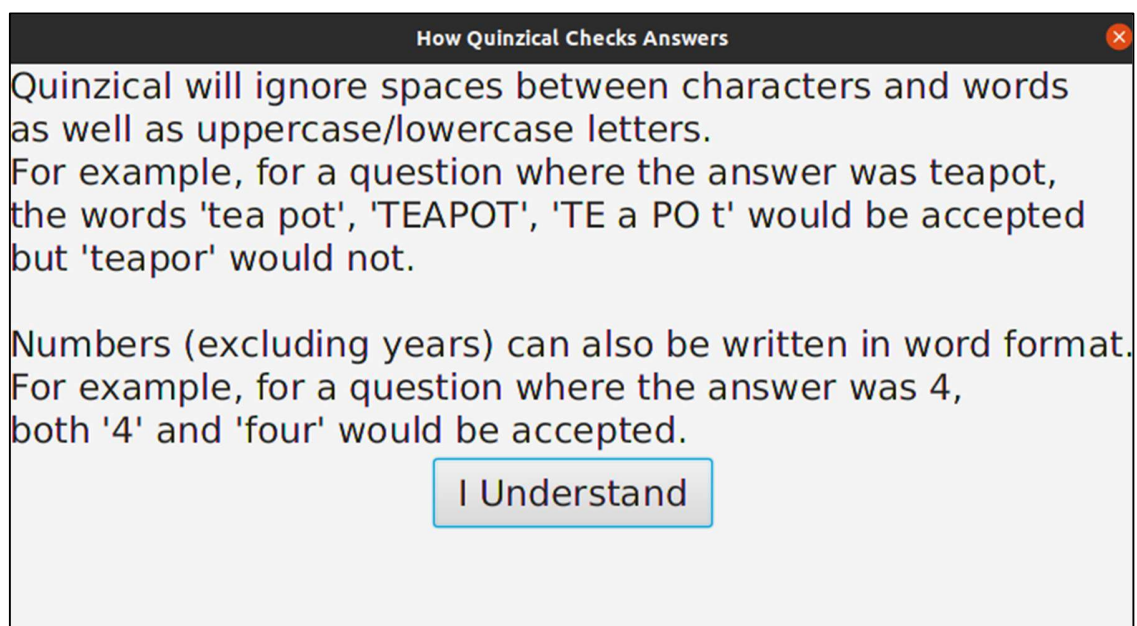 How Quinzical Checks Answers
Quinzical will ignore spaces between characters and words
as well as uppercase/lowercase letters.
For example, for a question where the answer was teapot,
the words 'tea pot', 'TEAPOT', 'TE a PO t' would be accepted
but 'teapor' would not.
Numbers (excluding years) can also be written in word format.
For example, for a question where the answer was 4,
both '4' and 'four' would be accepted.
I Understand